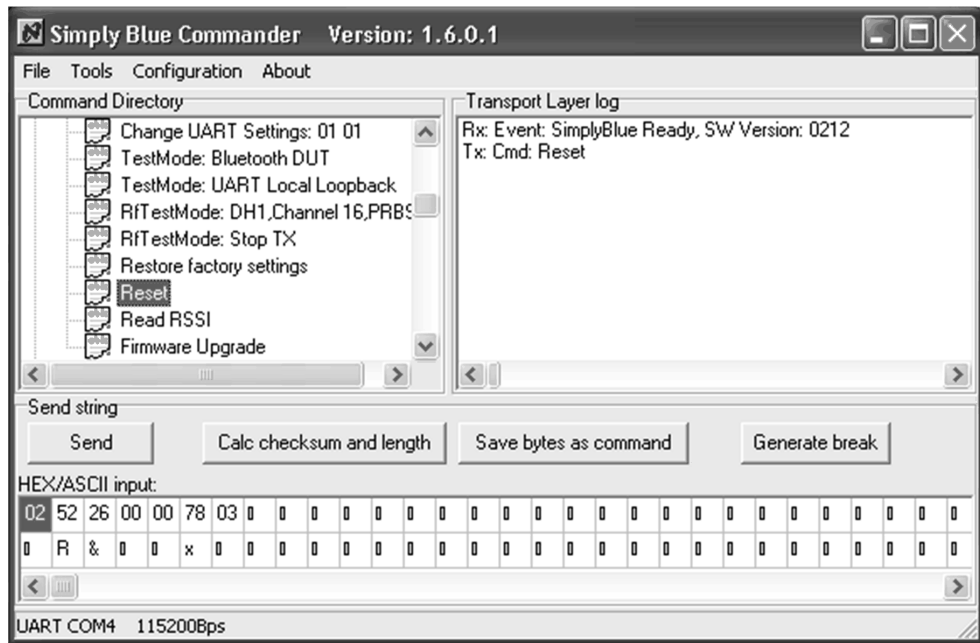 Simply Blue Commander Version: 1.6.0.1
File Tools Configuration About
Command Directory
Change UART Settings: 01 01
TestMode: Bluetooth DUT
TestMode: UART Local Loopback
RfTestMode: DH1,Channel 16,PRBS
RfTestMode: Stop TX
Restore factory settings
Reset
Read RSSI
Firmware Upgrade
Transport Layer log
Rx: Event: SimplyBlue Ready, SW Version: 0212
Tx: Cmd: Reset
Send string
Send Calc checksum and length Save bytes as command Generate break
HEX/ASCII input:
02 52 26 00 00 78 03
R & x
UART COM4 115200Bps